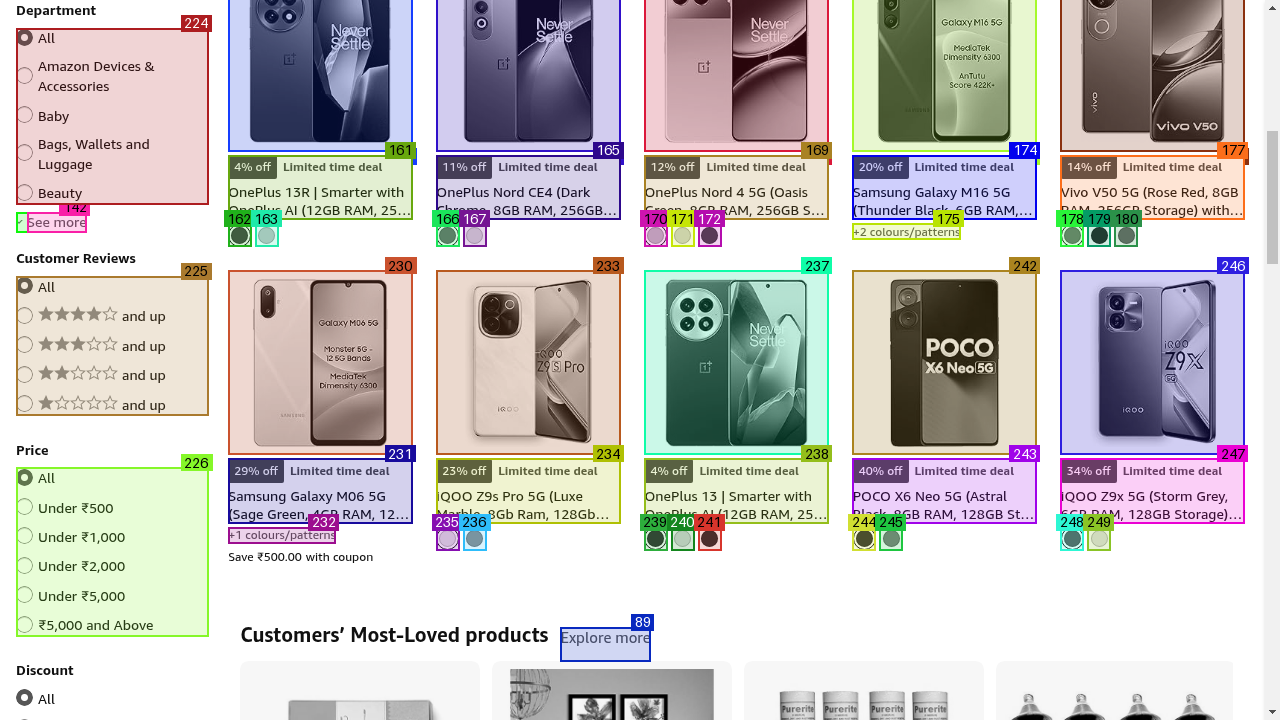 Department
224
All
Amazon Devices &
Accessories
Baby
Bags, Wallets and
Luggage
Beauty
142
See more
Customer Reviews
225
All
and up
and up
and up
and up
Price
226
All
Under ₹500
Under ₹1,000
Under ₹2,000
Under ₹5,000
₹5,000 and Above
Discount
All
Never
Settle
161
4% off Limited time deal
OnePlus 13R | Smarter with
OnePlus AI (12GB RAM, 25…
162 163
Never
Settle
165
11% off Limited time deal
OnePlus Nord CE4 (Dark
Chrome, 8GB RAM, 256GB…
166 167
Never
Settle
169
12% off Limited time deal
OnePlus Nord 4 5G (Oasis
Green, 8GB RAM, 256GB S…
170 171 172
Galaxy M16 5G
MediaTek
Dimensity 6300
AnTutu
Score 422K+
174
20% off Limited time deal
Samsung Galaxy M16 5G
(Thunder Black, 6GB RAM,…
175
+2 colours/patterns
vivo
vivo V50
177
14% off Limited time deal
Vivo V50 5G (Rose Red, 8GB
RAM, 256GB Storage) with…
178 179 180
230
Galaxy M06 5G
Monster 5G -
12 5G Bands
MediaTek
Dimensity 6300
SAMSUNG
231
29% off Limited time deal
Samsung Galaxy M06 5G
(Sage Green, 4GB RAM, 12…
232
+1 colours/patterns
Save ₹500.00 with coupon
233
iQOO
Z9s Pro
iQOO
234
23% off Limited time deal
iQOO Z9s Pro 5G (Luxe
Marble, 8Gb Ram, 128Gb…
235 236
237
Never
Settle
238
4% off Limited time deal
OnePlus 13 | Smarter with
OnePlus AI (12GB RAM, 25…
239 240 241
242
POCO
X6 Neo 5G
243
40% off Limited time deal
POCO X6 Neo 5G (Astral
Black, 8GB RAM, 128GB St…
244 245
246
iQOO
Z9x
5G
iQOO
247
34% off Limited time deal
iQOO Z9x 5G (Storm Grey,
6GB RAM, 128GB Storage)…
248 249
Customers’ Most-Loved products
89
Explore more
Purerite Purerite Purerite Purerite